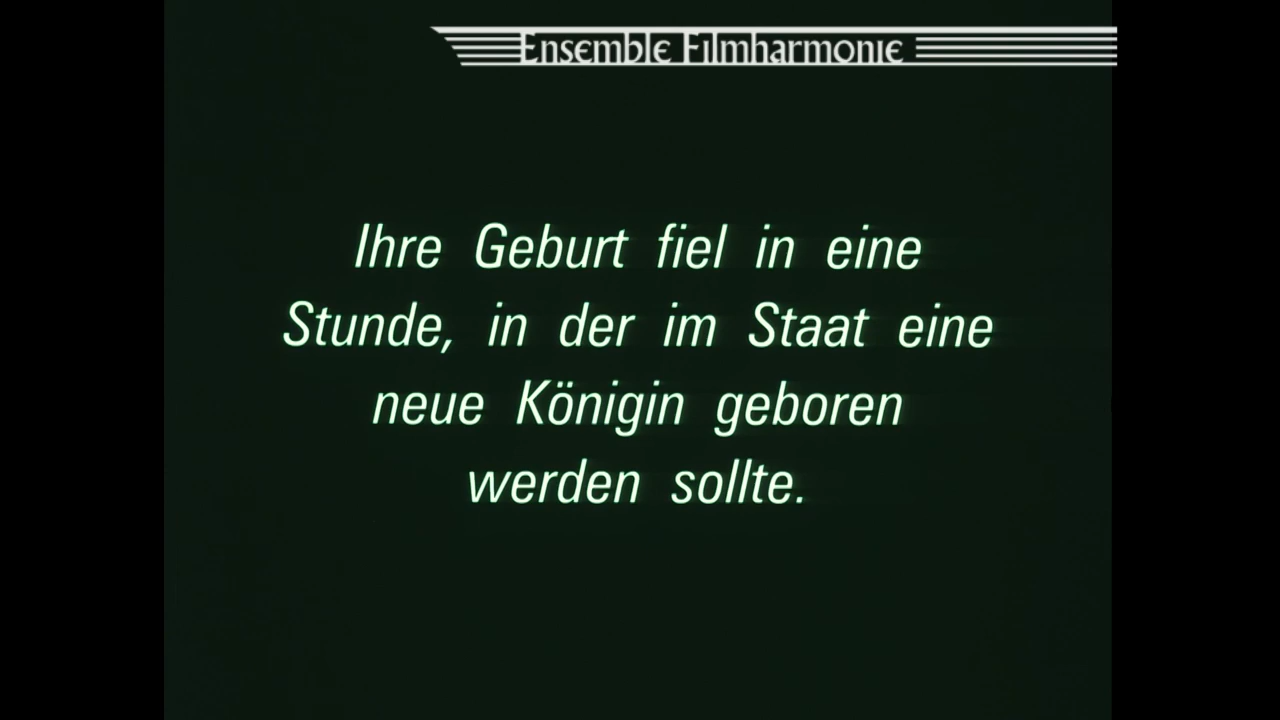 Ensemble Filmharmonie
Ihre Geburt fiel in eine
Stunde, in der im Staat eine
neue Königin geboren
werden sollte.